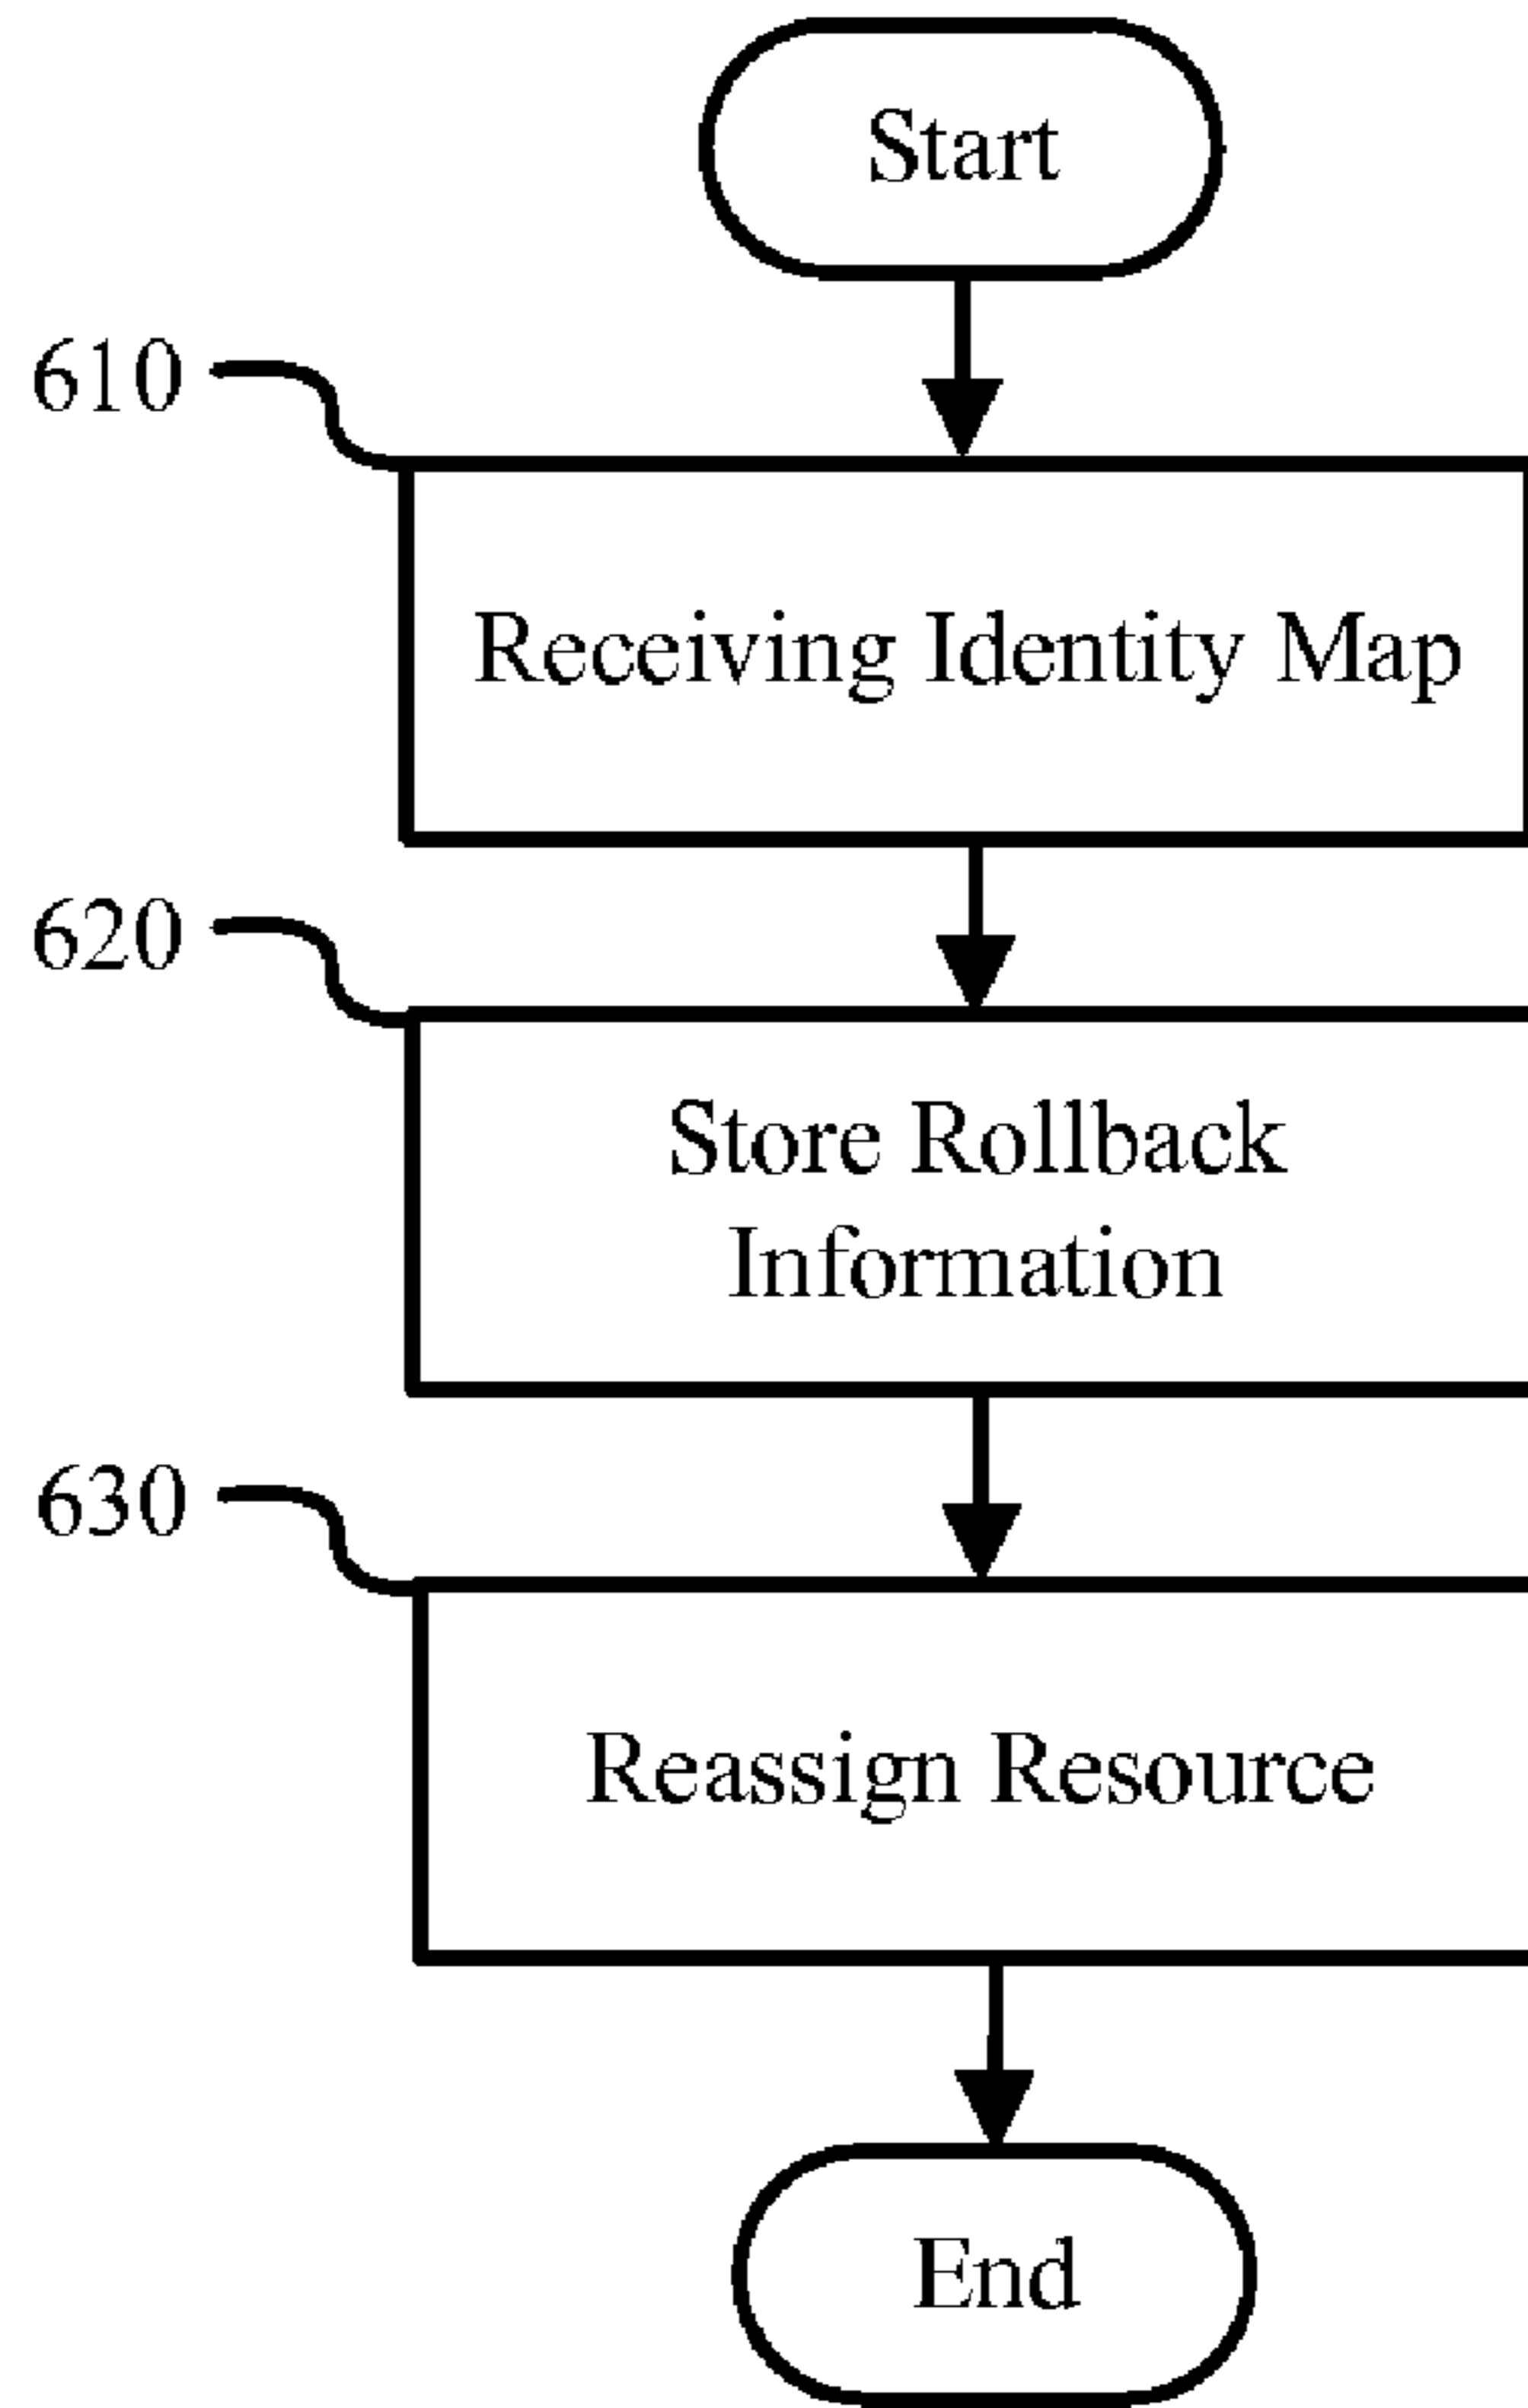 Start
610
Receiving Identity Map
620
Store Rollback
Information
630
Reassign Resource
End